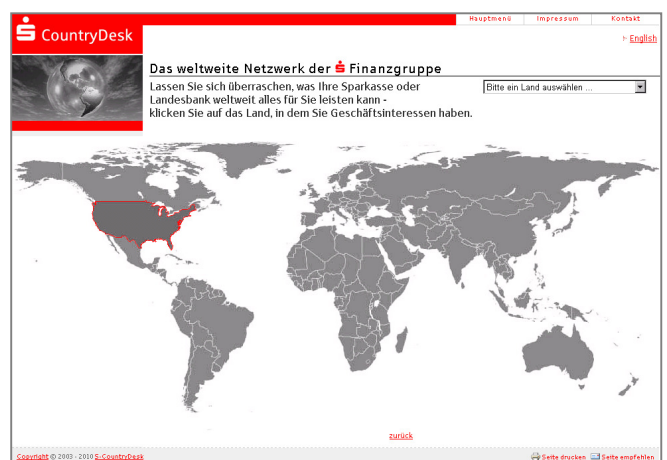 Hauptmenü Impressum Kontakt
CountryDesk
English
Das weltweite Netzwerk der S Finanzgruppe
Lassen Sie sich überraschen, was Ihre Sparkasse oder
Landesbank weltweit alles für Sie leisten kann -
klicken Sie auf das Land, in dem Sie Geschäftsinteressen haben.
Bitte ein Land auswählen ...
zurück
Copyright © 2003 - 2010 S-CountryDesk
Seite drucken Seite empfehlen